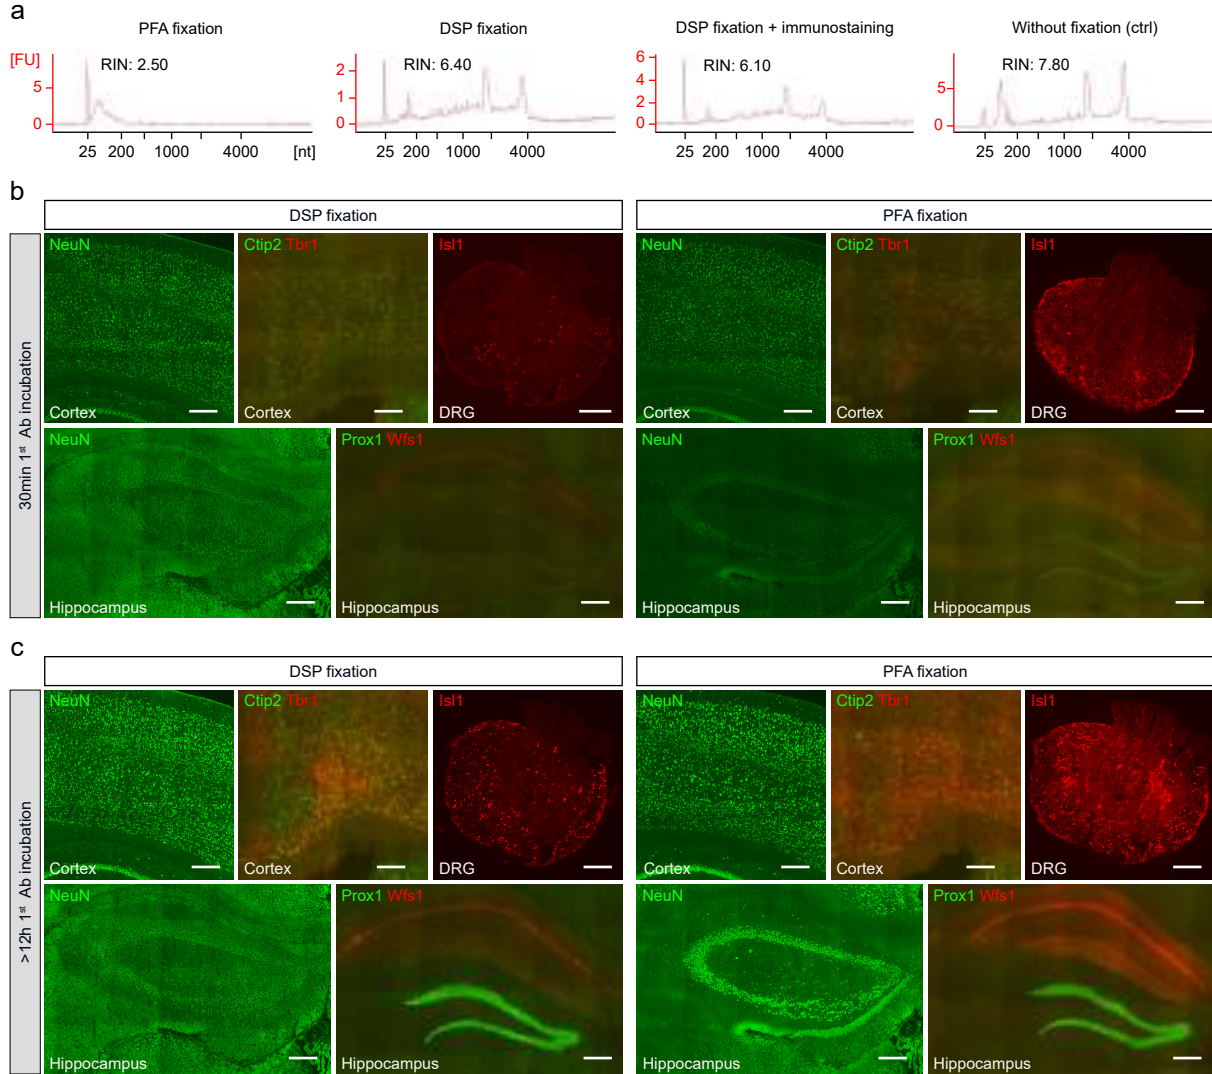 a
PFA fixation
DSP fixation
DSP fixation + immunostaining
Without fixation (ctrl)
[FU]
RIN: 2.50
RIN: 6.40
RIN: 6.10
RIN: 7.80
5
0
2
1
0
6
4
2
0
5
0
25 200 1000 4000 [nt]
25 200 1000 4000
25 200 1000 4000
25 200 1000 4000
b
DSP fixation
PFA fixation
30min 1st Ab incubation
NeuN
Cortex
Ctip2 Tbr1
Cortex
Isl1
DRG
NeuN
Cortex
Ctip2 Tbr1
Cortex
Isl1
DRG
NeuN
Hippocampus
Prox1 Wfs1
Hippocampus
NeuN
Hippocampus
Prox1 Wfs1
Hippocampus
c
DSP fixation
PFA fixation
>12h 1st Ab incubation
NeuN
Cortex
Ctip2 Tbr1
Cortex
Isl1
DRG
NeuN
Cortex
Ctip2 Tbr1
Cortex
Isl1
DRG
NeuN
Hippocampus
Prox1 Wfs1
Hippocampus
NeuN
Hippocampus
Prox1 Wfs1
Hippocampus